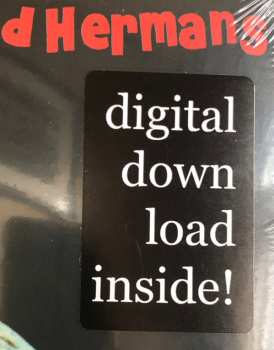 d Hermans
digital
down
load
inside!